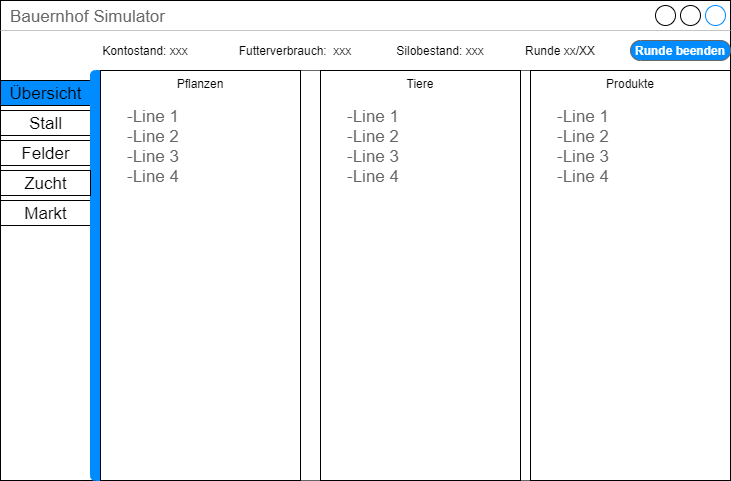 Bauernhof Simulator
Kontostand: xxx Futterverbrauch: xxx Silobestand: xxx Runde xx/XX Runde beenden
Übersicht
Stall
Felder
Zucht
Markt
Pflanzen
-Line 1
-Line 2
-Line 3
-Line 4
Tiere
-Line 1
-Line 2
-Line 3
-Line 4
Produkte
-Line 1
-Line 2
-Line 3
-Line 4